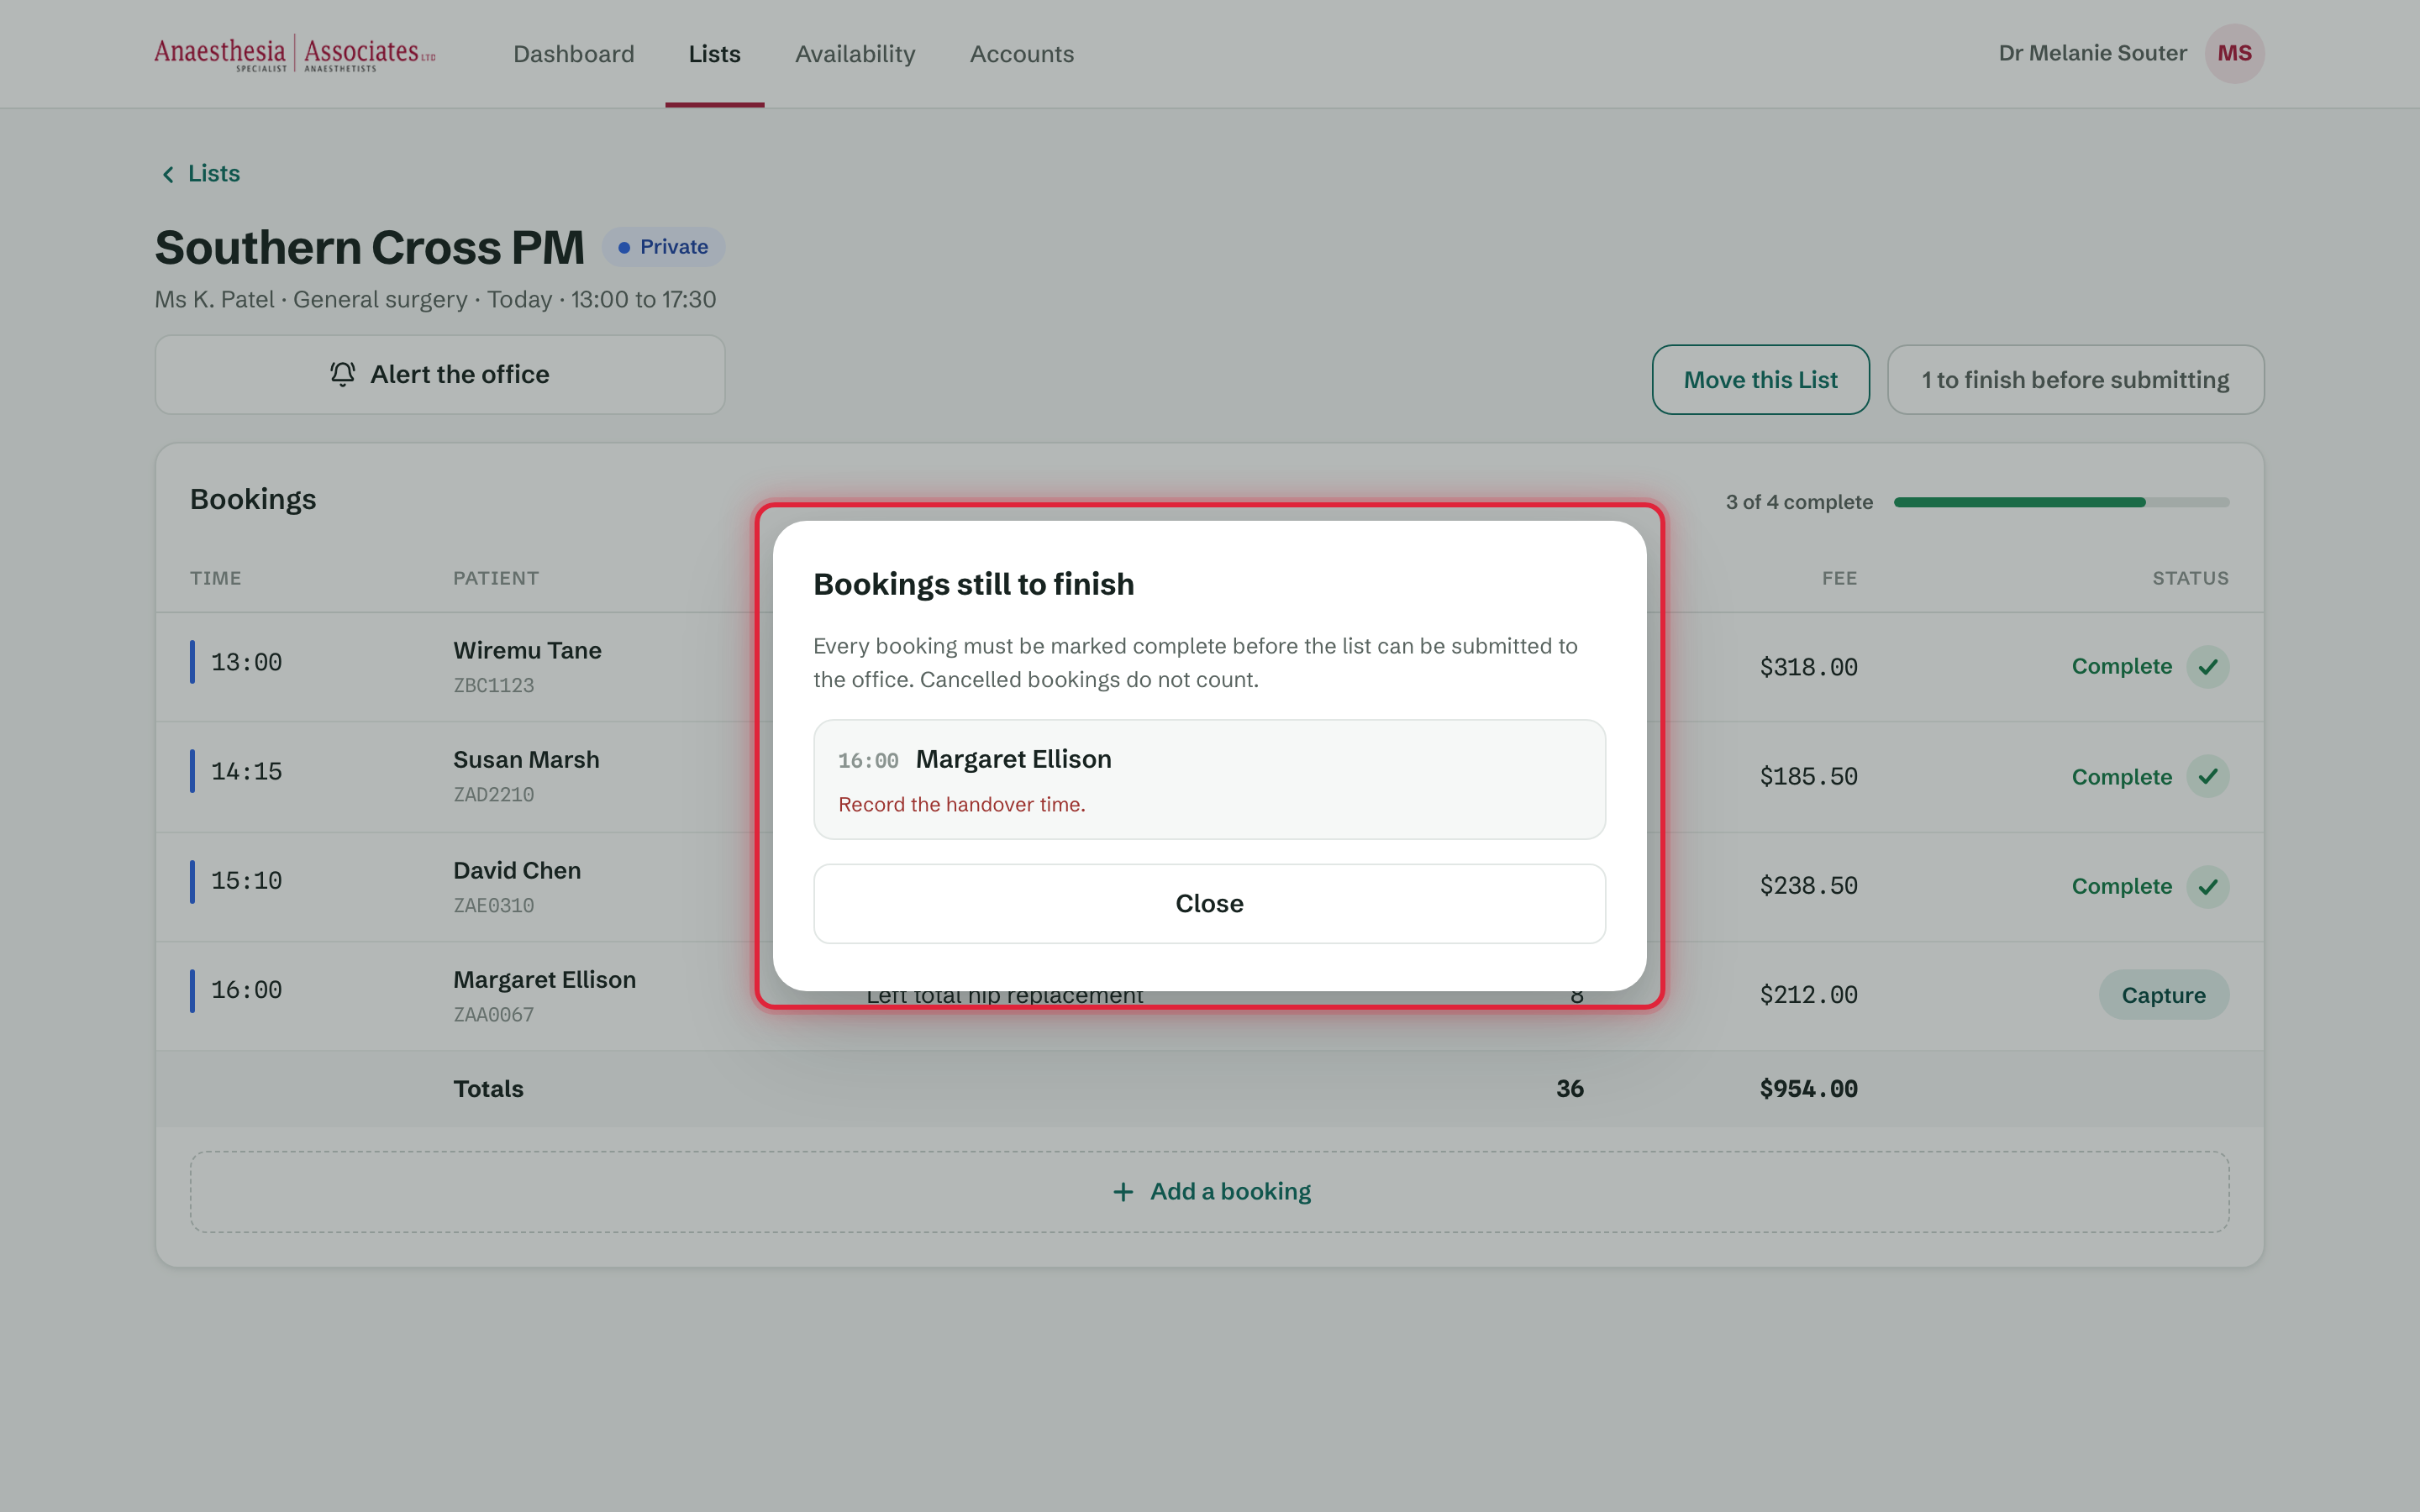 Anaesthesia | Associates LTD
SPECIALIST ANAESTHETISTS
Dashboard
Lists
Availability
Accounts
Dr Melanie Souter
MS
Lists
Southern Cross PM
Private
Ms K. Patel · General surgery · Today · 13:00 to 17:30
Alert the office
Move this List
1 to finish before submitting
Bookings
3 of 4 complete
TIME
PATIENT
FEE
STATUS
13:00
Wiremu Tane
ZBC1123
$318.00
Complete
14:15
Susan Marsh
ZAD2210
$185.50
Complete
15:10
David Chen
ZAE0310
$238.50
Complete
16:00
Margaret Ellison
ZAA0067
Left total hip replacement
8
$212.00
Capture
Totals
36
$954.00
Add a booking
Bookings still to finish
Every booking must be marked complete before the list can be submitted to
the office. Cancelled bookings do not count.
16:00 Margaret Ellison
Record the handover time.
Close